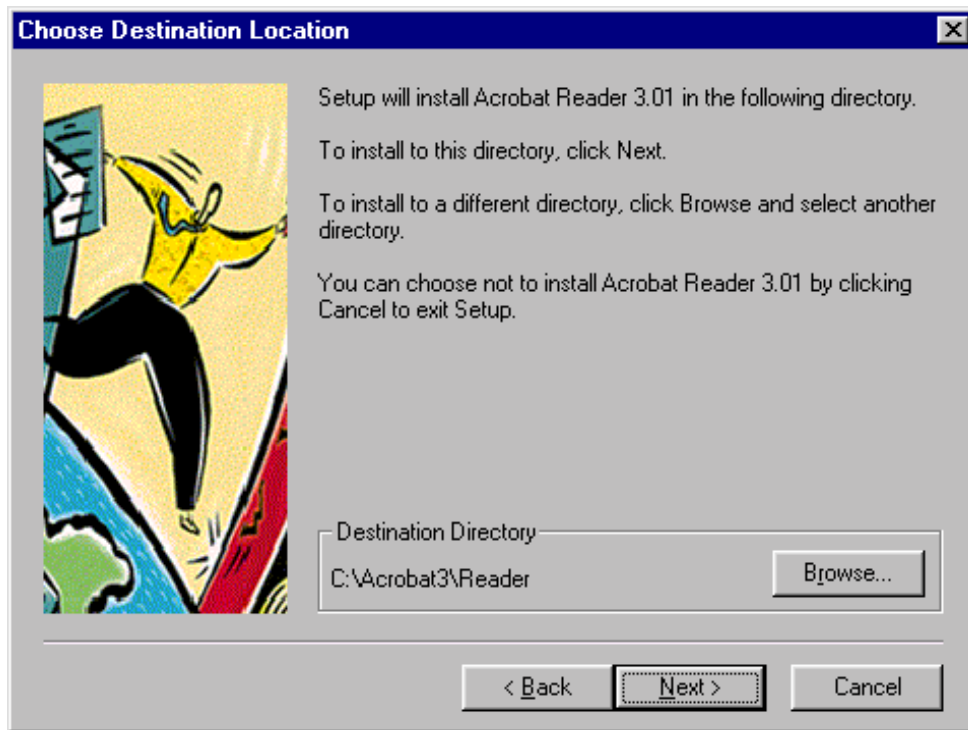 Choose Destination Location
Setup will install Acrobat Reader 3.01 in the following directory.
To install to this directory, click Next.
To install to a different directory, click Browse and select another
directory.
You can choose not to install Acrobat Reader 3.01 by clicking
Cancel to exit Setup.
Destination Directory
C:\Acrobat3\Reader
Browse...
< Back
Next >
Cancel